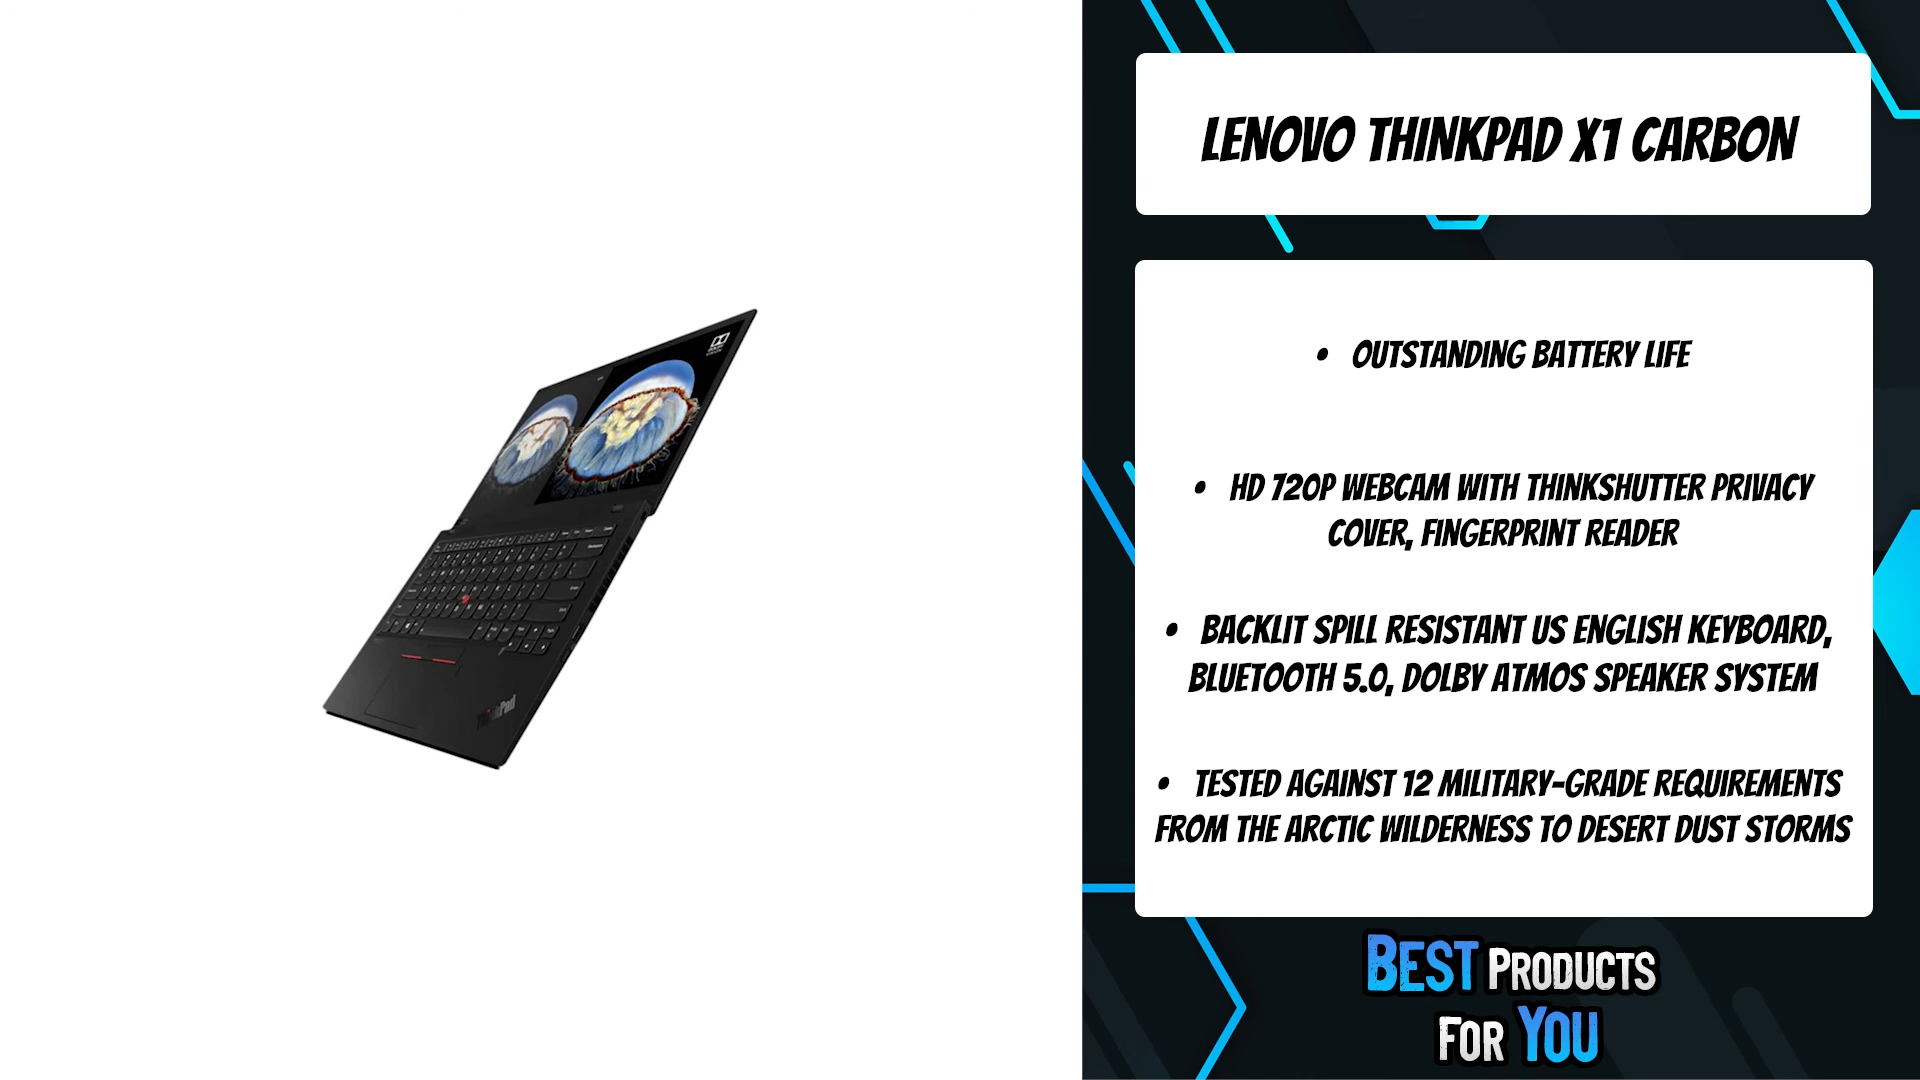 LENOVO THINKPAD X1 CARBON
• OUTSTANDING BATTERY LIFE
• HD 720P WEBCAM WITH THINKSHUTTER PRIVACY
COVER, FINGERPRINT READER
• BACKLIT SPILL RESISTANT US ENGLISH KEYBOARD,
BLUETOOTH 5.0, DOLBY ATMOS SPEAKER SYSTEM
• TESTED AGAINST 12 MILITARY-GRADE REQUIREMENTS
FROM THE ARCTIC WILDERNESS TO DESERT DUST STORMS
ThinkPad
BEST PRODUCTS
FOR YOU